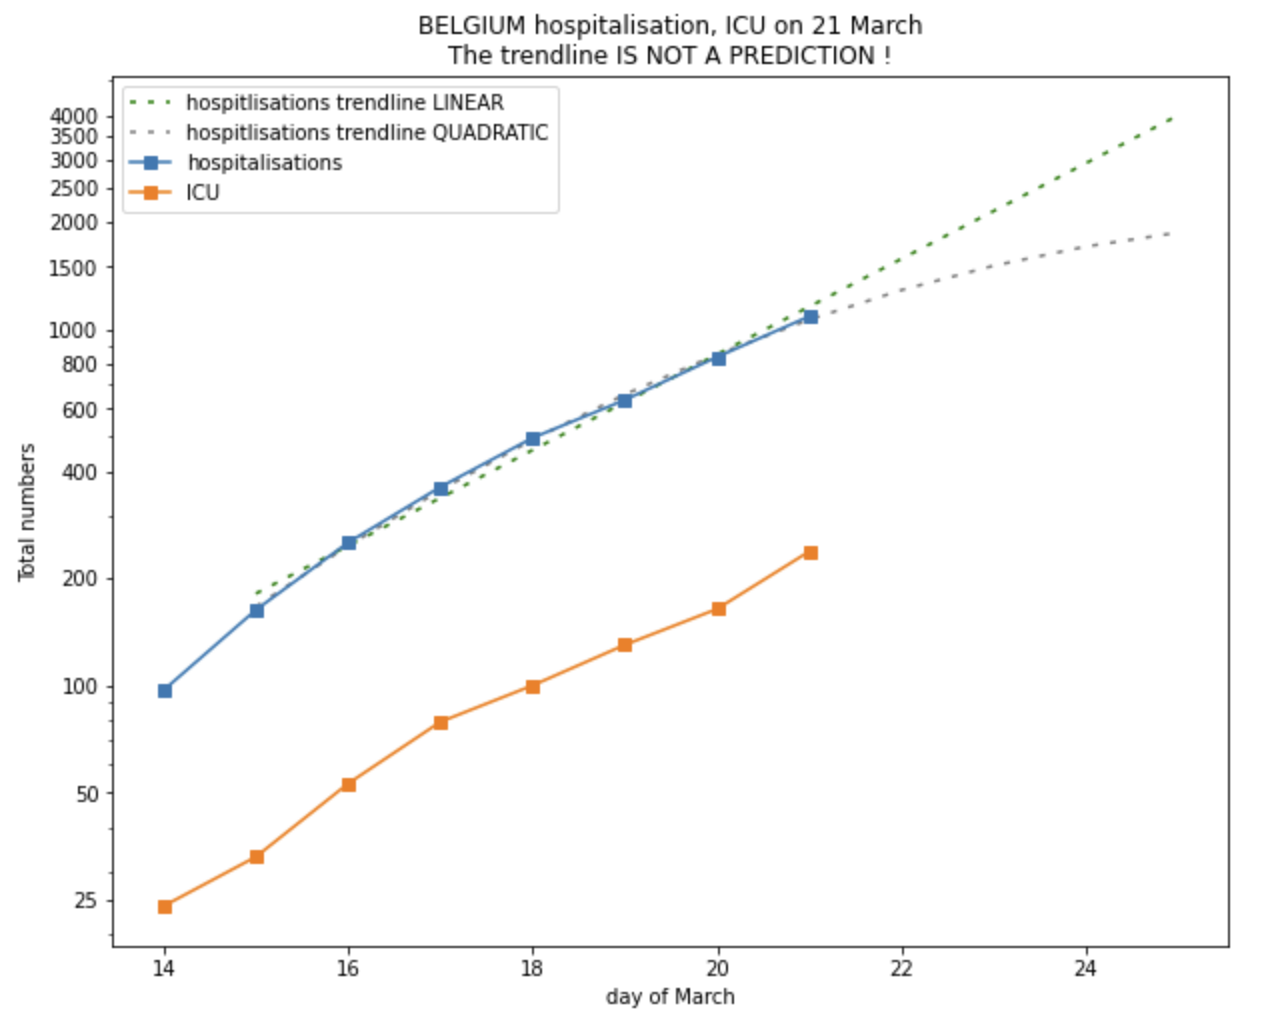 BELGIUM hospitalisation, ICU on 21 March
The trendline IS NOT A PREDICTION !
hospitlisations trendline LINEAR
hospitlisations trendline QUADRATIC
hospitalisations
ICU
4000
3500
3000
2500
2000
1500
1000
800
600
400
200
100
50
25
Total numbers
14 16 18 20 22 24
day of March